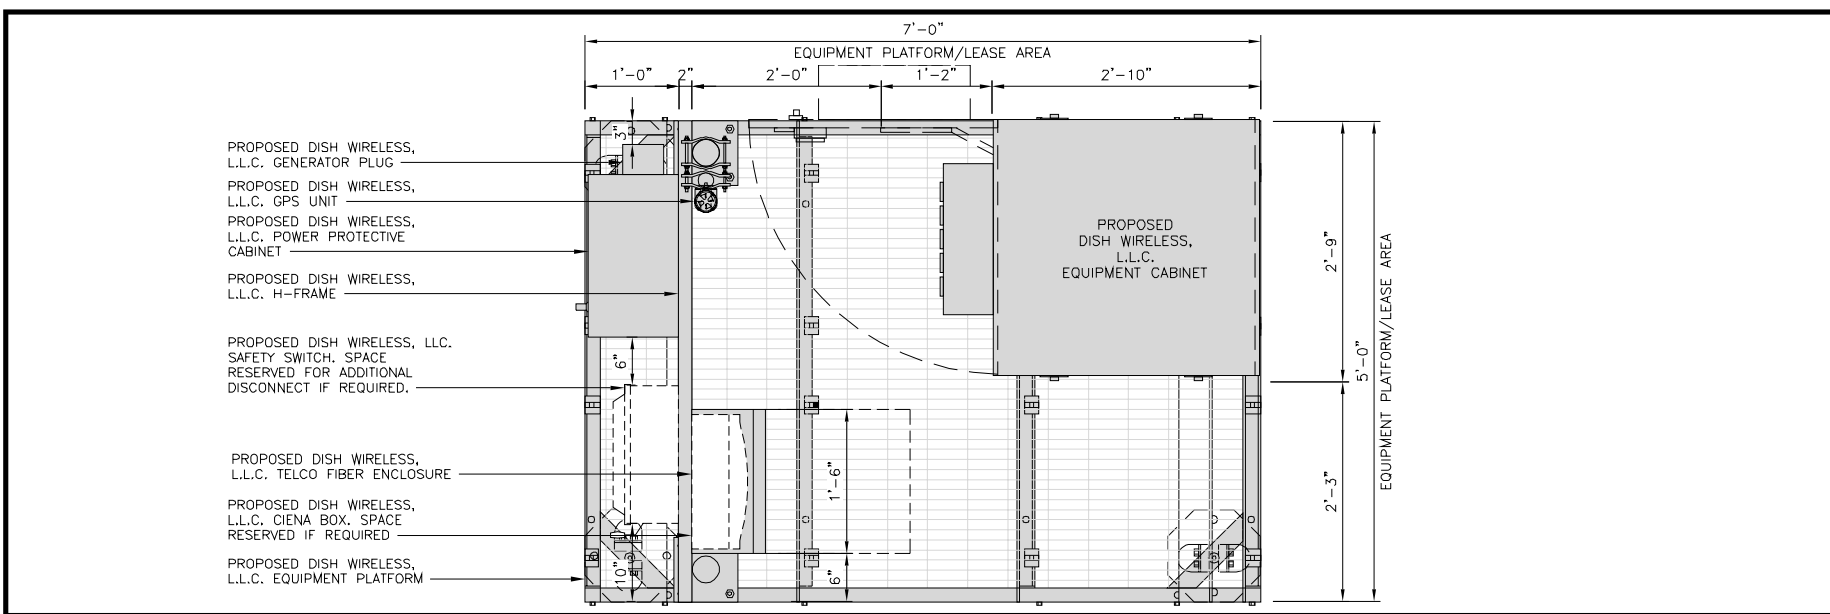 7'-0"
EQUIPMENT PLATFORM/LEASE AREA
1'-0"
2"
2'-0"
1'-2"
2'-10"
3"
PROPOSED DISH WIRELESS,
L.L.C. GENERATOR PLUG
PROPOSED DISH WIRELESS,
L.L.C. GPS UNIT
PROPOSED DISH WIRELESS,
L.L.C. POWER PROTECTIVE
CABINET
PROPOSED DISH WIRELESS,
L.L.C. H-FRAME
PROPOSED DISH WIRELESS, LLC.
SAFETY SWITCH. SPACE
RESERVED FOR ADDITIONAL
DISCONNECT IF REQUIRED.
PROPOSED DISH WIRELESS,
L.L.C. TELCO FIBER ENCLOSURE
PROPOSED DISH WIRELESS,
L.L.C. CIENA BOX. SPACE
RESERVED IF REQUIRED
PROPOSED DISH WIRELESS,
L.L.C. EQUIPMENT PLATFORM
6"
10"
1'-6"
6"
PROPOSED
DISH WIRELESS,
L.L.C.
EQUIPMENT CABINET
2'-9"
2'-3"
5'-0"
EQUIPMENT PLATFORM/LEASE AREA